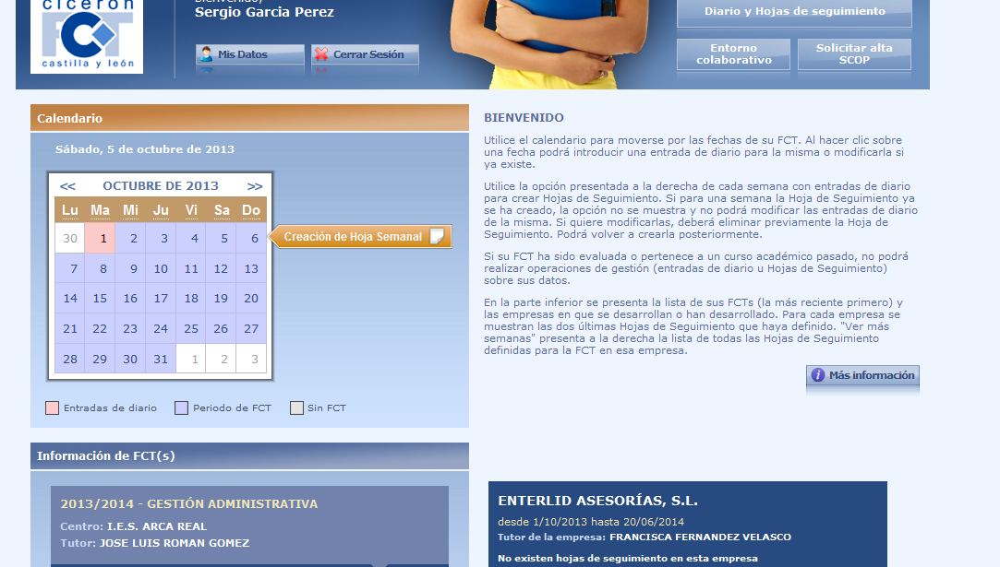 ciceron
FCT
castilla y león
Bienvenido,
Sergio Garcia Perez
Mis Datos
Cerrar Sesión
Diario y Hojas de seguimiento
Entorno
colaborativo
Solicitar alta
SCOP
Calendario
Sábado, 5 de octubre de 2013
<< OCTUBRE DE 2013 >>
Lu Ma Mi Ju Vi Sa Do
30 1 2 3 4 5 6
7 8 9 10 11 12 13
14 15 16 17 18 19 20
21 22 23 24 25 26 27
28 29 30 31 1 2 3
Creación de Hoja Semanal
Entradas de diario
Periodo de FCT
Sin FCT
BIENVENIDO
Utilice el calendario para moverse por las fechas de su FCT. Al hacer clic sobre
una fecha podrá introducir una entrada de diario para la misma o modificarla si
ya existe.
Utilice la opción presentada a la derecha de cada semana con entradas de diario
para crear Hojas de Seguimiento. Si para una semana la Hoja de Seguimiento ya
se ha creado, la opción no se muestra y no podrá modificar las entradas de diario
de la misma. Si quiere modificarlas, deberá eliminar previamente la Hoja de
Seguimiento. Podrá volver a crearla posteriormente.
Si su FCT ha sido evaluada o pertenece a un curso académico pasado, no podrá
realizar operaciones de gestión (entradas de diario u Hojas de Seguimiento)
sobre sus datos.
En la parte inferior se presenta la lista de sus FCTs (la más reciente primero) y
las empresas en que se desarrollan o han desarrollado. Para cada empresa se
muestran las dos últimas Hojas de Seguimiento que haya definido. "Ver más
semanas" presenta a la derecha la lista de todas las Hojas de Seguimiento
definidas para la FCT en esa empresa.
Más información
Información de FCT(s)
2013/2014 - GESTIÓN ADMINISTRATIVA
Centro: I.E.S. ARCA REAL
Tutor: JOSE LUIS ROMAN GOMEZ
ENTERLID ASESORÍAS, S.L.
desde 1/10/2013 hasta 20/06/2014
Tutor de la empresa: FRANCISCA FERNANDEZ VELASCO
No existen hojas de seguimiento en esta empresa